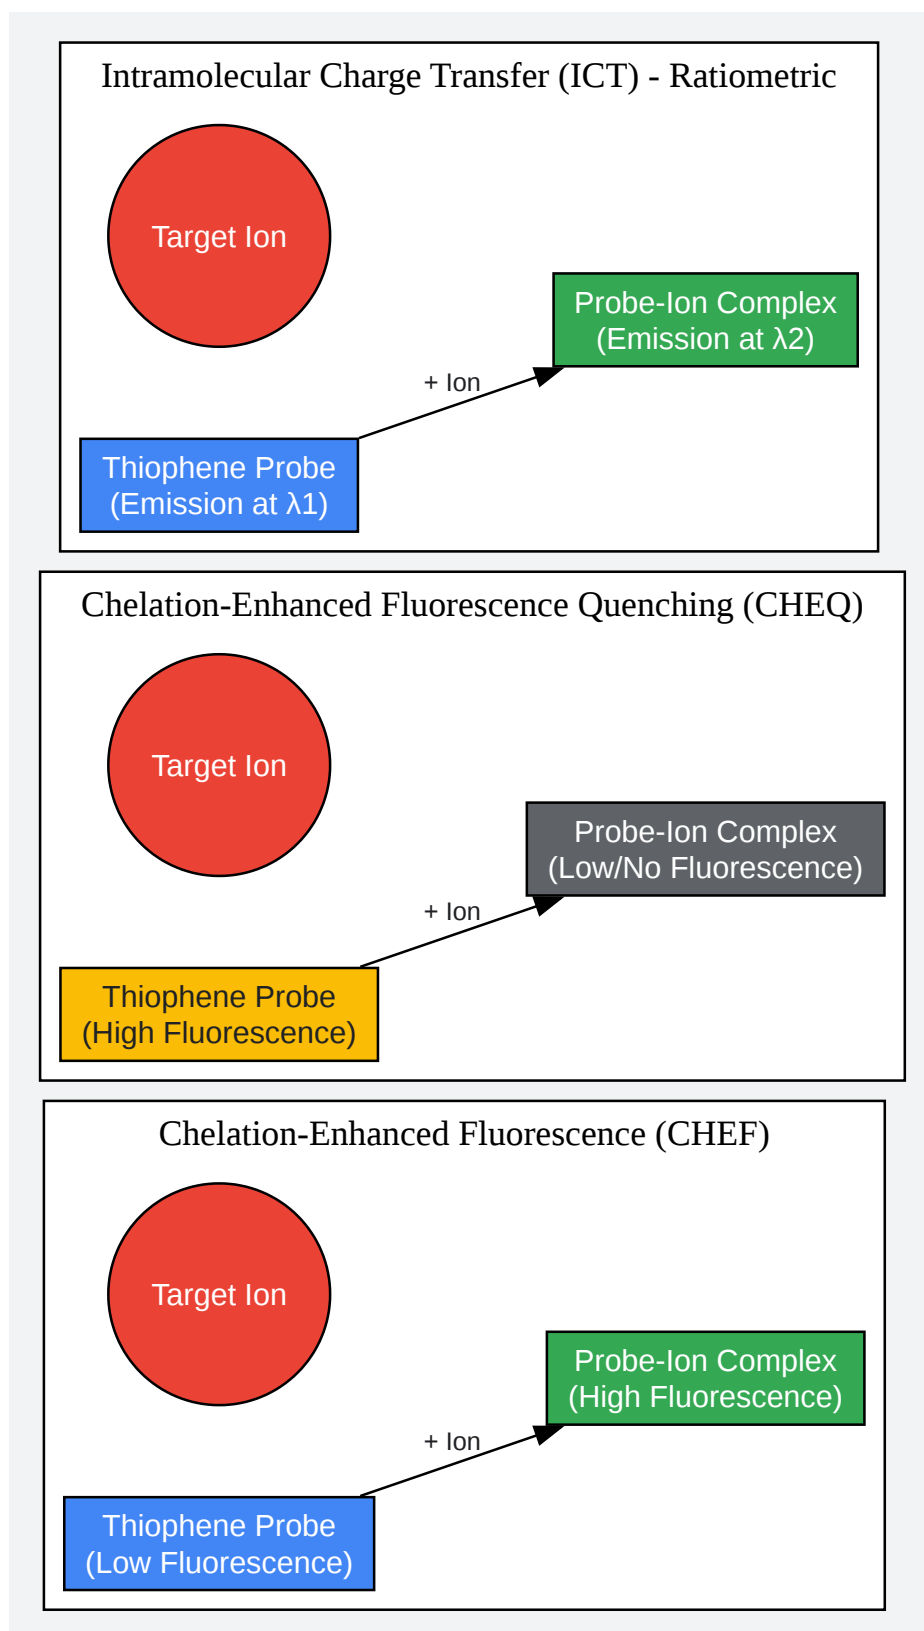 Intramolecular Charge Transfer (ICT) - Ratiometric
Target Ion
Probe-Ion Complex
(Emission at λ2)
+ Ion
Thiophene Probe
(Emission at λ1)
Chelation-Enhanced Fluorescence Quenching (CHEQ)
Target Ion
Probe-Ion Complex
(Low/No Fluorescence)
+ Ion
Thiophene Probe
(High Fluorescence)
Chelation-Enhanced Fluorescence (CHEF)
Target Ion
Probe-Ion Complex
(High Fluorescence)
+ Ion
Thiophene Probe
(Low Fluorescence)